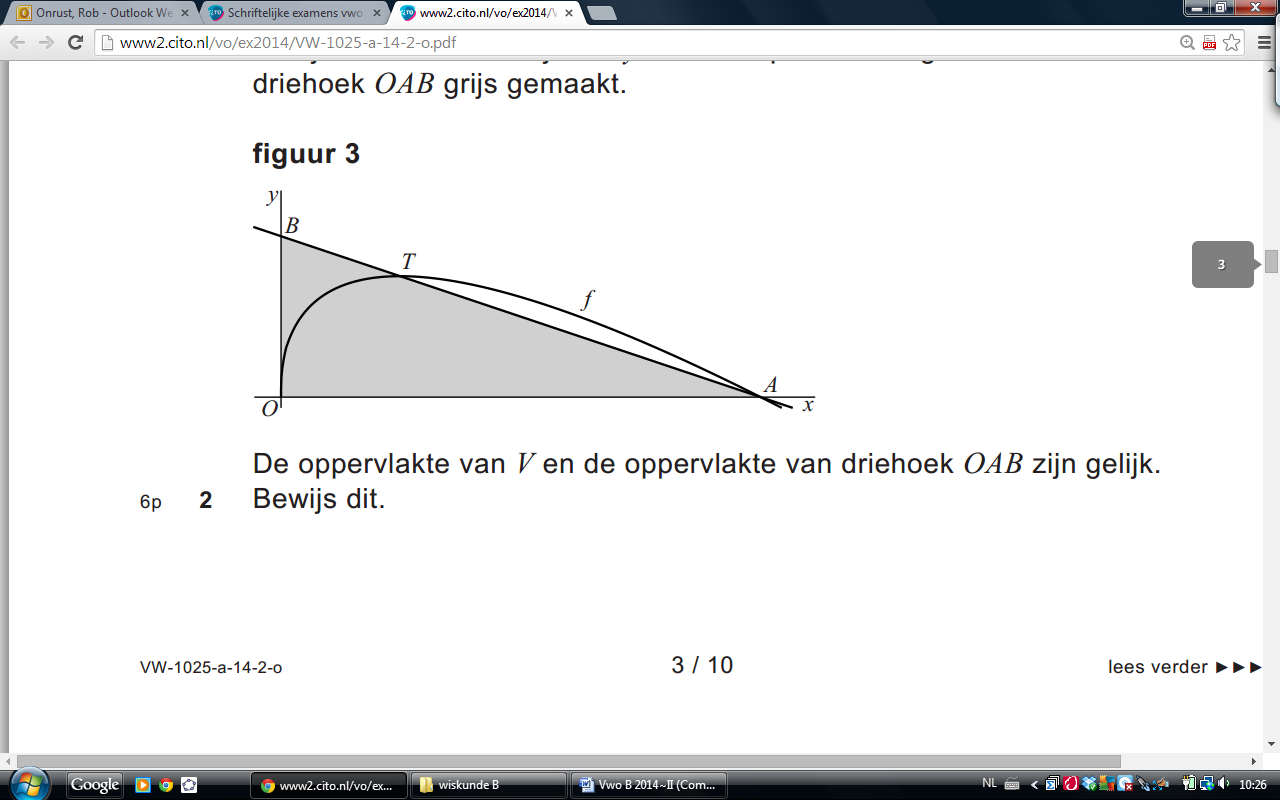 Onrust, Rob - Outlook We
Schriftelijke examens vwo
www2.cito.nl/vo/ex2014/V
www2.cito.nl/vo/ex2014/VW-1025-a-14-2-o.pdf
driehoek OAB grijs gemaakt.
figuur 3
y
B
T
f
A
O
x
3
De oppervlakte van V en de oppervlakte van driehoek OAB zijn gelijk.
6p 2 Bewijs dit.
VW-1025-a-14-2-o 3 / 10 lees verder ►►►
Google www2.cito.nl/vo/ex... wiskunde B Vwo B 2014~II (Com... NL 10:26